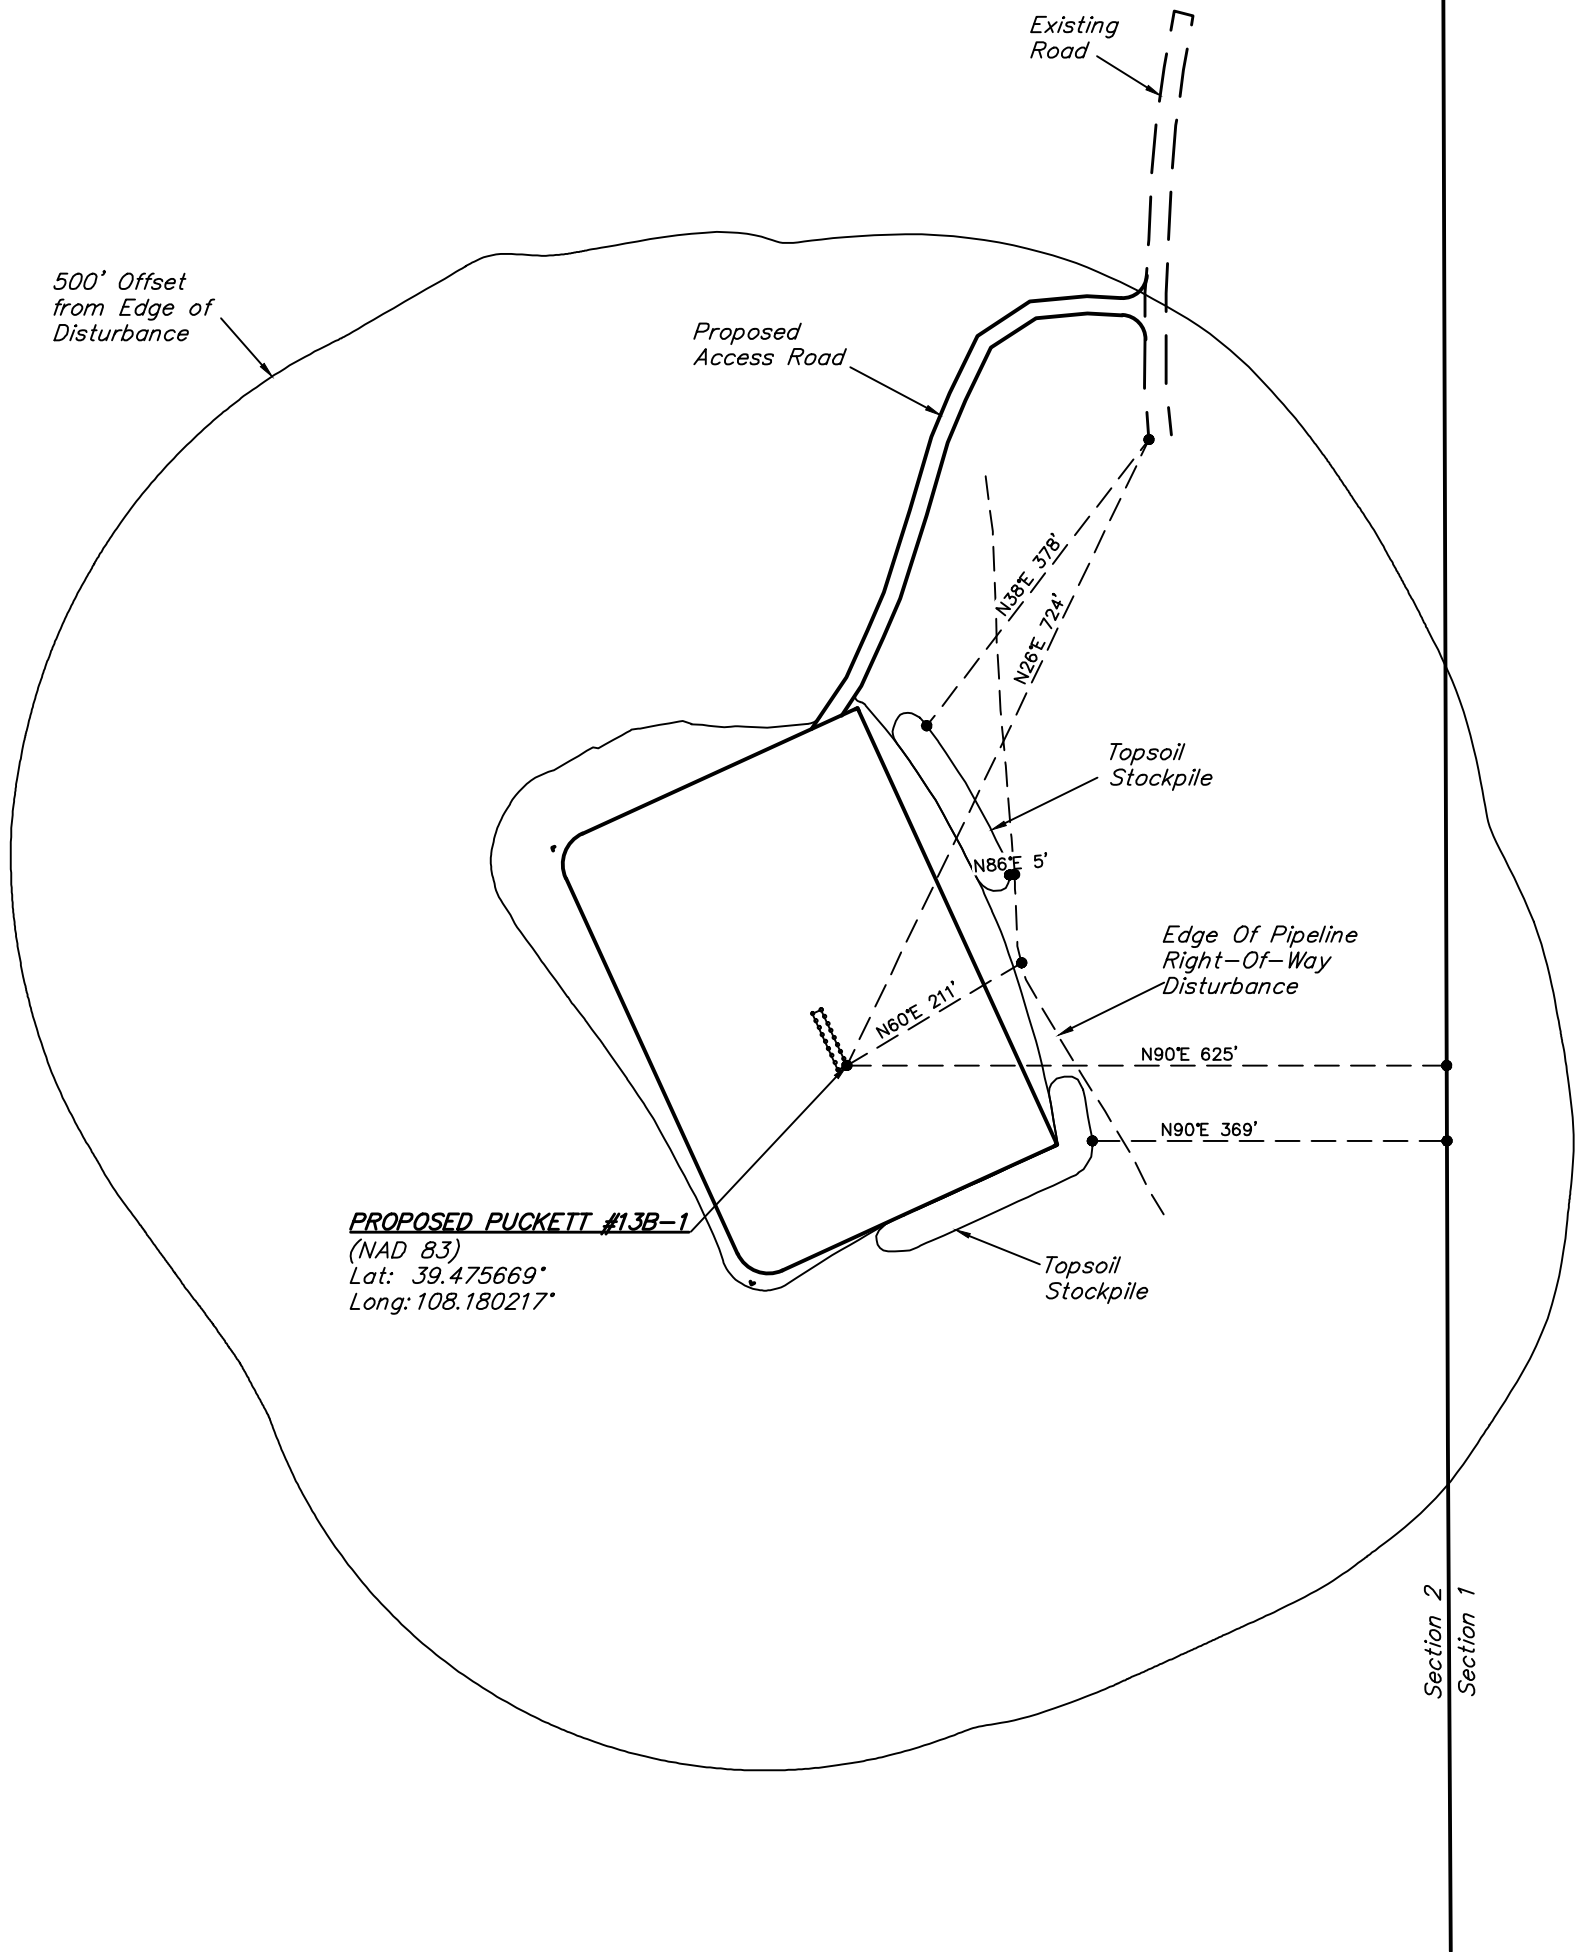 Existing
Road
500' Offset
from Edge of
Disturbance
Proposed
Access Road
N38°E 378'
N26°E 724'
Topsoil
Stockpile
N86°E 5'
Edge Of Pipeline
Right-Of-Way
Disturbance
N60°E 211'
N90°E 625'
N90°E 369'
PROPOSED PUCKETT #13B-1
(NAD 83)
Lat: 39.475669°
Long: 108.180217°
Topsoil
Stockpile
Section 2
Section 1